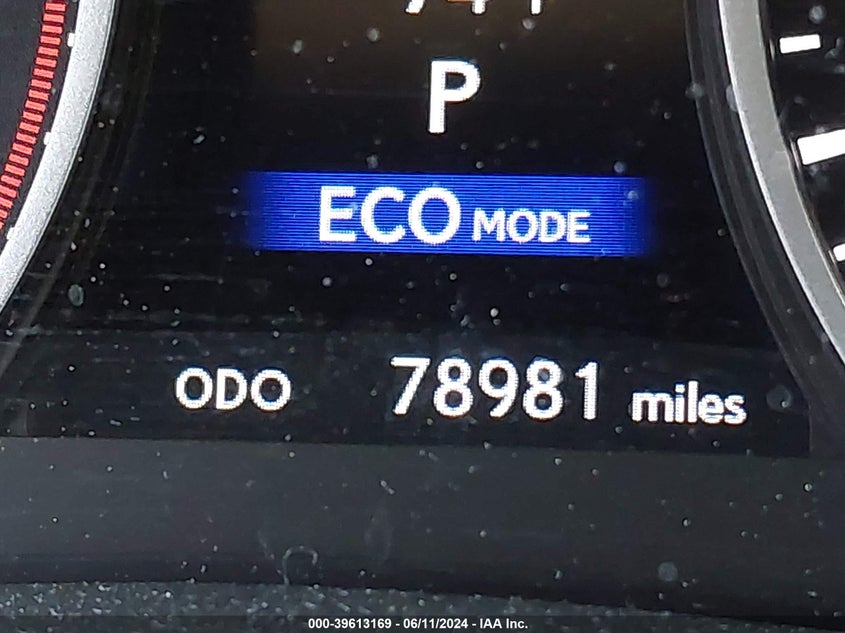 P
ECO MODE
ODO 78981 miles
000-39613169 - 06/11/2024 - IAA Inc.